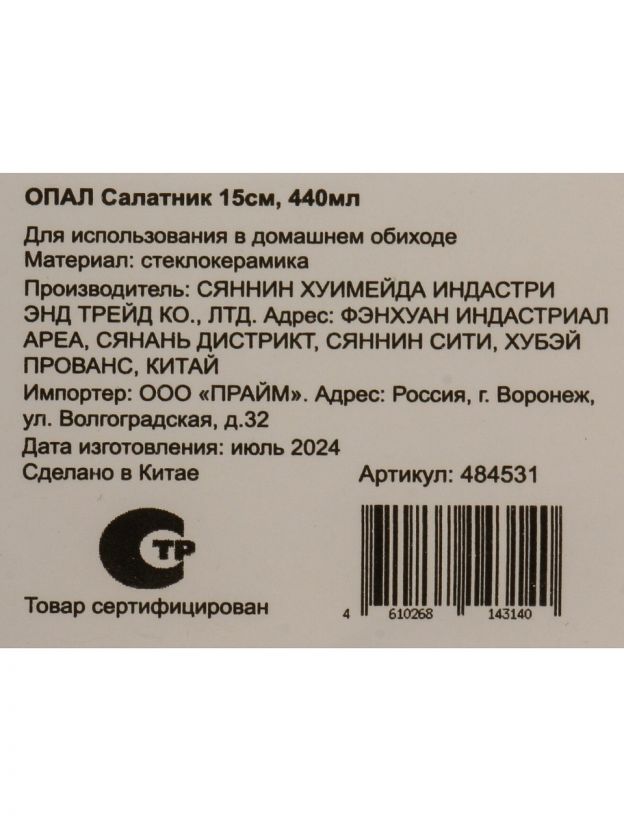 ОПАЛ Салатник 15см, 440мл
Для использования в домашнем обиходе
Материал: стеклокерамика
Производитель: СЯННИН ХУИМЕЙДА ИНДАСТРИ
ЭНД ТРЕЙД КО., ЛТД. Адрес: ФЭНХУАН ИНДАСТРИАЛ
АРЕА, СЯНАНЬ ДИСТРИКТ, СЯННИН СИТИ, ХУБЭЙ
ПРОВАНС, КИТАЙ
Импортер: ООО «ПРАЙМ». Адрес: Россия, г. Воронеж,
ул. Волгоградская, д.32
Дата изготовления: июль 2024
Сделано в Китае
Артикул: 484531
СТР
Товар сертифицирован
4 610268 143140